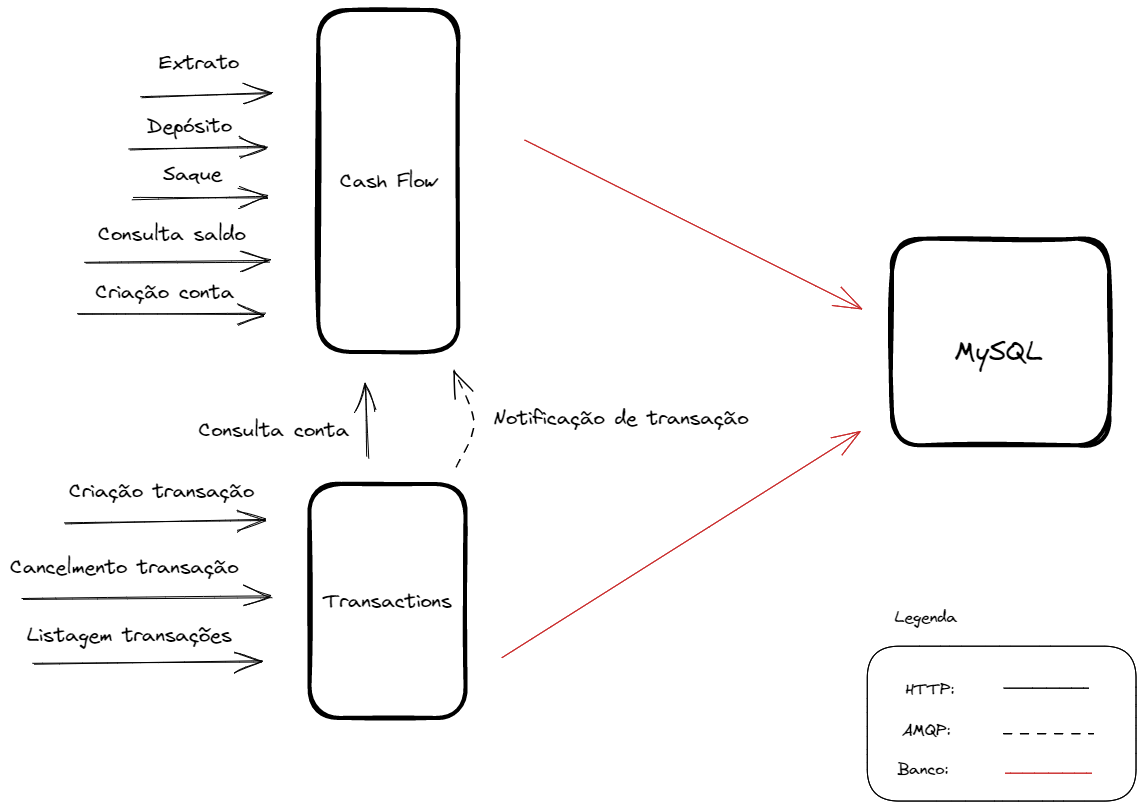 Extrato
Depósito
Saque
Cash Flow
Consulta saldo
Criação conta
MySQL
Consulta conta
Notificação de transação
Criação transação
Cancelmento transação
Transactions
Listagem transações
Legenda
HTTP:
AMQP:
Banco: